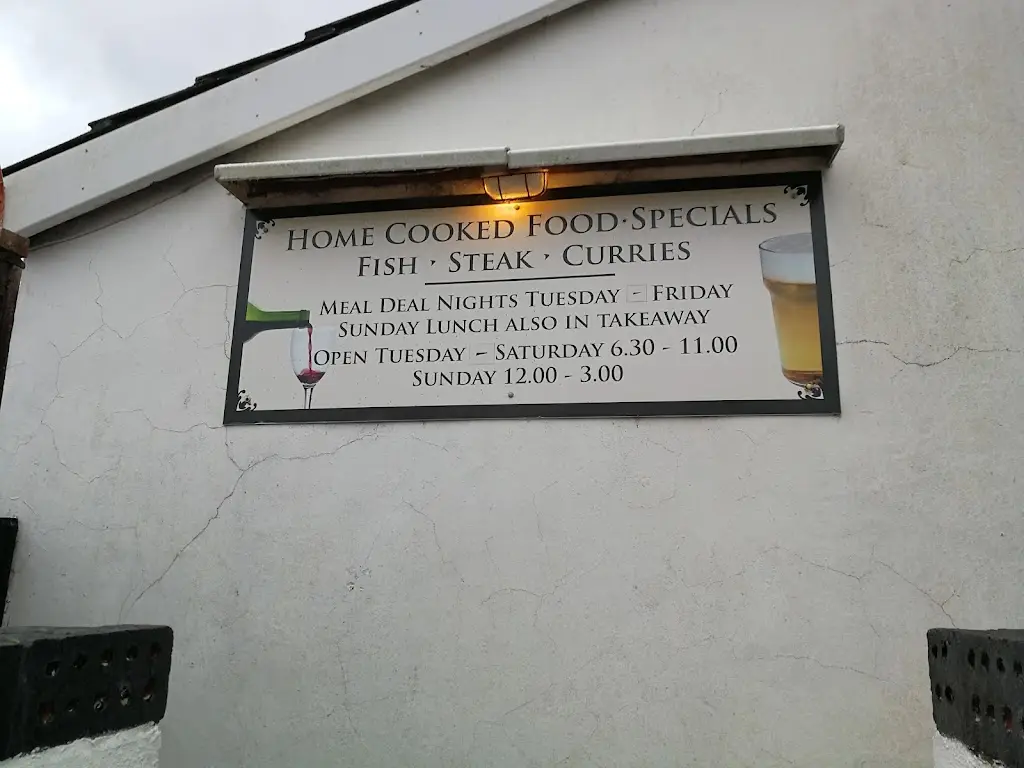 Home Cooked Food·Specials
Fish · Steak · Curries
Meal Deal Nights Tuesday - Friday
Sunday Lunch also in takeaway
Open Tuesday - Saturday 6.30 - 11.00
Sunday 12.00 - 3.00